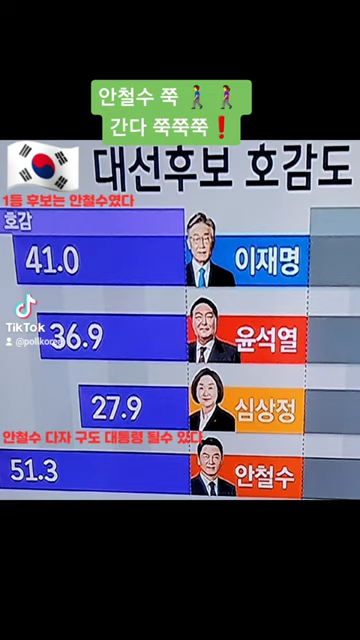 안철수 쭉 🚶‍♂️ 🚶‍♀️
간다 쭉쭉쭉❗
대선후보 호감도
1등 후보는 안철수였다
호감
41.0 이재명
TikTok
36.9 윤석열
27.9 심상정
안철수 다자 구도 대통령 될수 있다
51.3 안철수